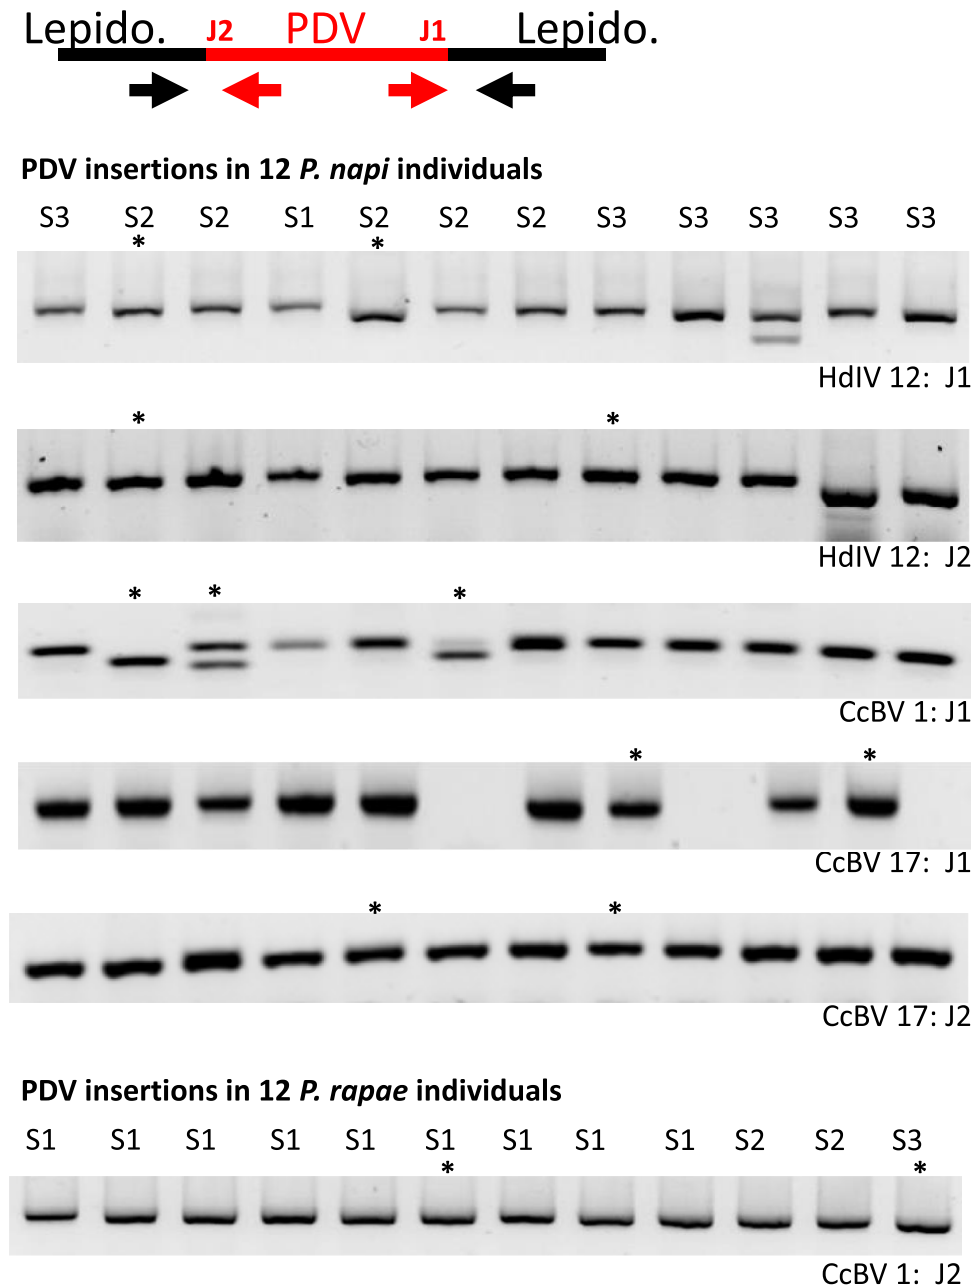 Lepido. J2 PDV J1 Lepido.
PDV insertions in 12 P. napi individuals
S3 S2 S2 S1 S2 S2 S2 S3 S3 S3 S3 S3
* *
HdIV 12: J1
* *
HdIV 12: J2
* * *
CcBV 1: J1
* *
CcBV 17: J1
* *
CcBV 17: J2
PDV insertions in 12 P. rapae individuals
S1 S1 S1 S1 S1 S1 S1 S1 S1 S2 S2 S3
* *
CcBV 1: J2